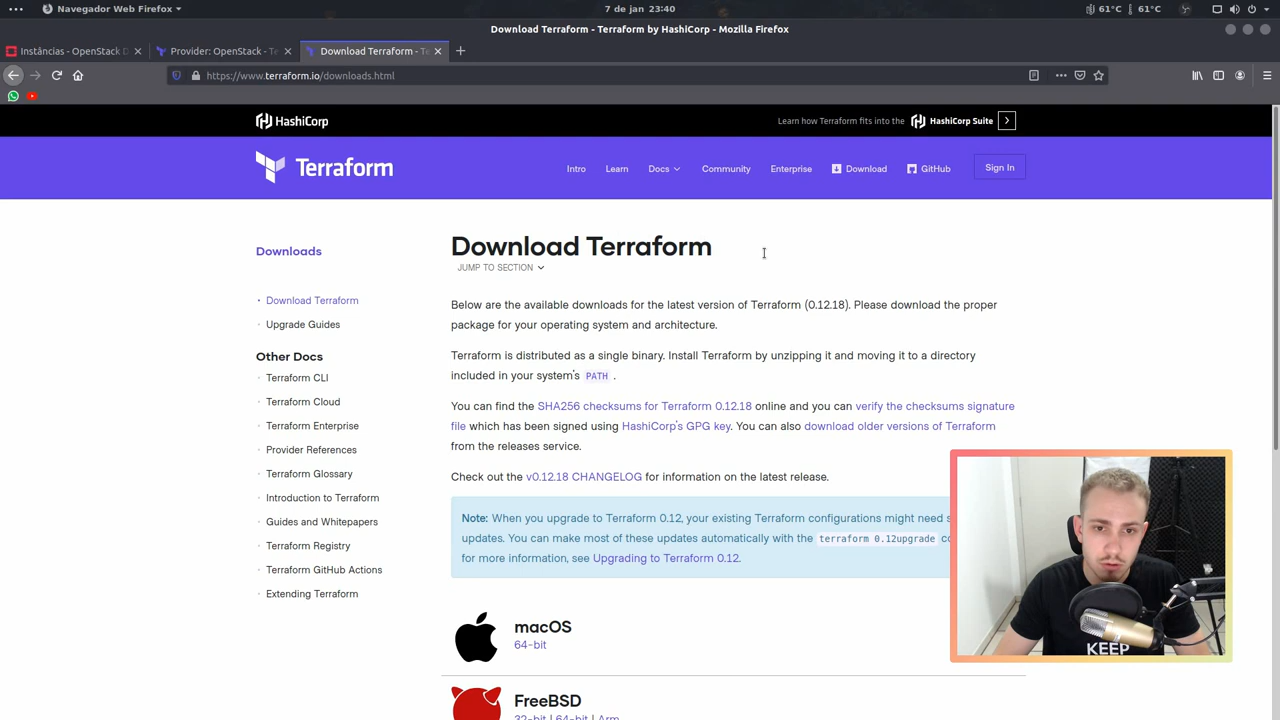 Navegador Web Firefox
7 de jan 23:40
61°C 61°C
Download Terraform - Terraform by HashiCorp - Mozilla Firefox
Instâncias - OpenStack D
Provider: OpenStack - Te
Download Terraform - Te
https://www.terraform.io/downloads.html
HashiCorp
Learn how Terraform fits into the HashiCorp Suite
Terraform
Intro Learn Docs Community Enterprise Download GitHub Sign In
Downloads
Download Terraform
Upgrade Guides
Other Docs
Terraform CLI
Terraform Cloud
Terraform Enterprise
Provider References
Terraform Glossary
Introduction to Terraform
Guides and Whitepapers
Terraform Registry
Terraform GitHub Actions
Extending Terraform
Download Terraform
JUMP TO SECTION
Below are the available downloads for the latest version of Terraform (0.12.18). Please download the proper
package for your operating system and architecture.
Terraform is distributed as a single binary. Install Terraform by unzipping it and moving it to a directory
included in your system's PATH .
You can find the SHA256 checksums for Terraform 0.12.18 online and you can verify the checksums signature
file which has been signed using HashiCorp's GPG key. You can also download older versions of Terraform
from the releases service.
Check out the v0.12.18 CHANGELOG for information on the latest release.
Note: When you upgrade to Terraform 0.12, your existing Terraform configurations might need s
updates. You can make most of these updates automatically with the terraform 0.12upgrade co
for more information, see Upgrading to Terraform 0.12.
macOS
64-bit
FreeBSD
32-bit | 64-bit | Arm
KEEP